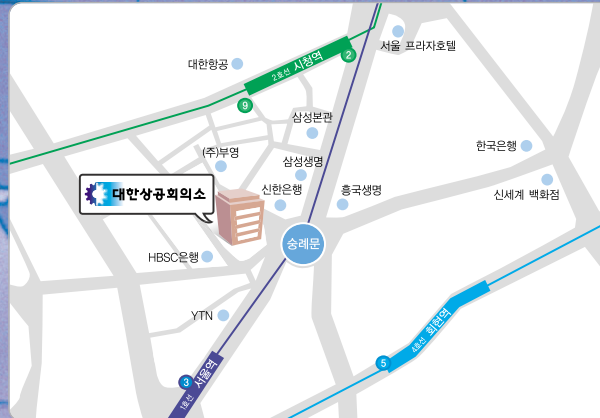 서울 프라자호텔
대한항공
2호선 시청역
2
9
삼성본관
(주)부영
삼성생명
한국은행
신한은행
흥국생명
신세계 백화점
대한상공회의소
숭례문
HBSC은행
YTN
4호선 회현역
5
3
1호선 서울역